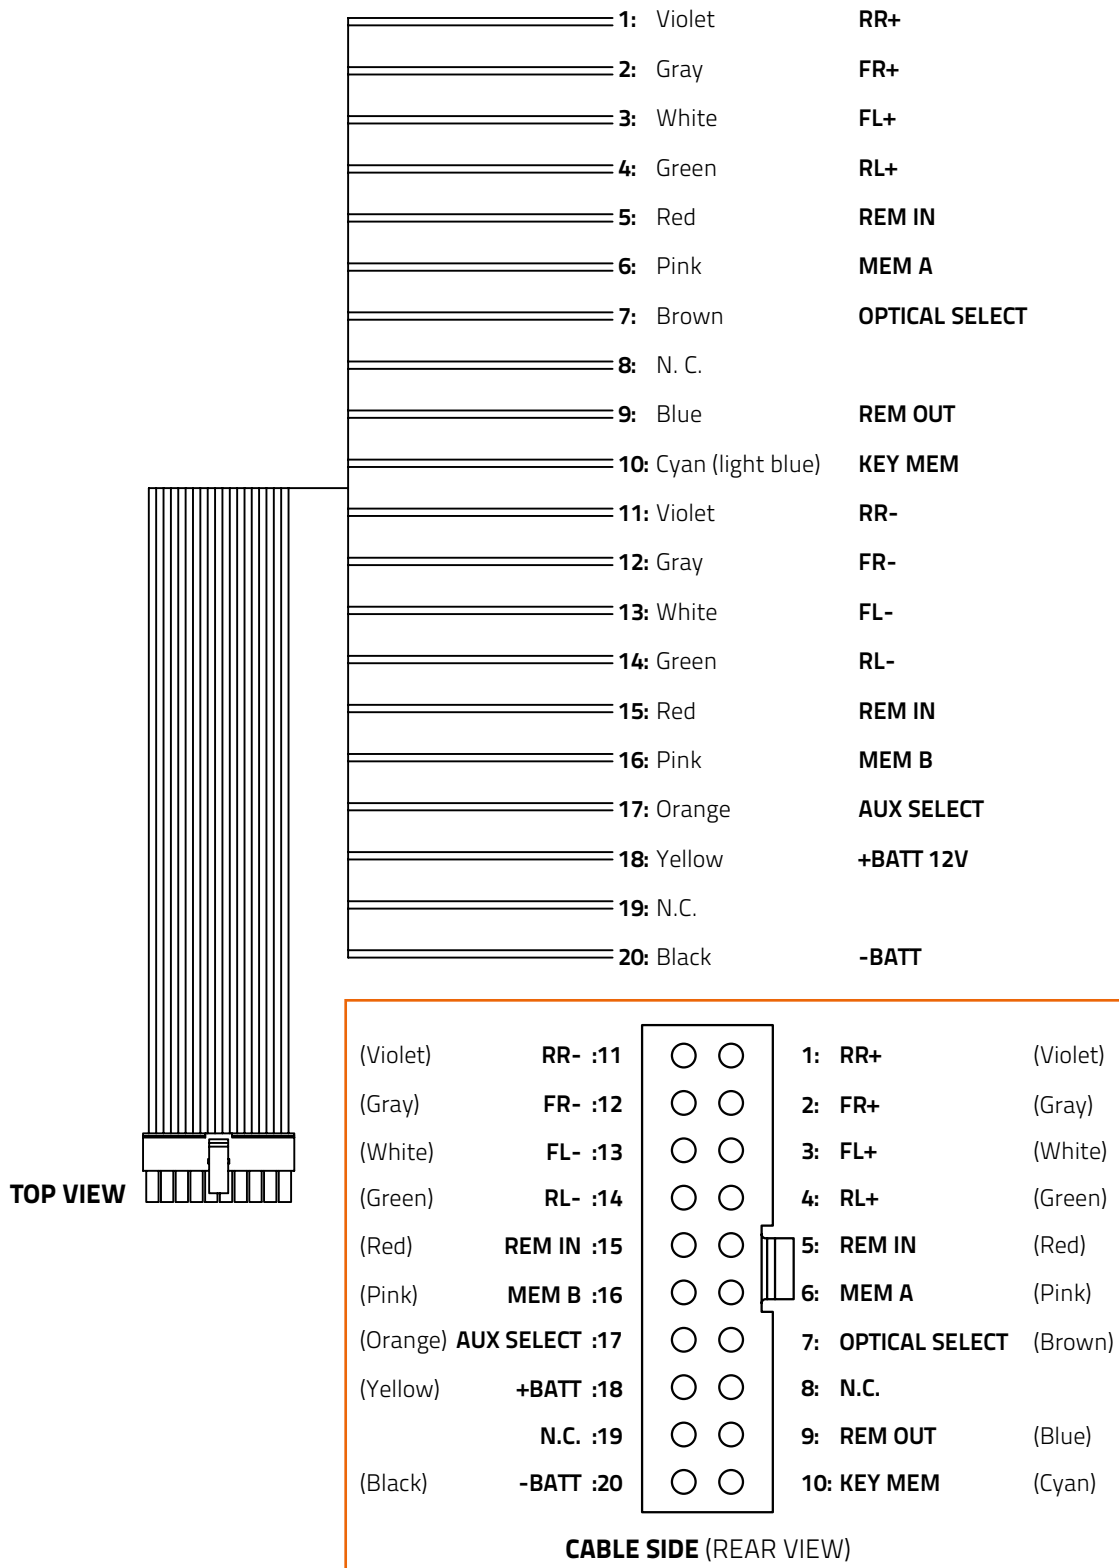 1: Violet RR+
2: Gray FR+
3: White FL+
4: Green RL+
5: Red REM IN
6: Pink MEM A
7: Brown OPTICAL SELECT
8: N. C.
9: Blue REM OUT
10: Cyan (light blue) KEY MEM
11: Violet RR-
12: Gray FR-
13: White FL-
14: Green RL-
15: Red REM IN
16: Pink MEM B
17: Orange AUX SELECT
18: Yellow +BATT 12V
19: N.C.
20: Black -BATT
TOP VIEW
(Violet) RR- :11 1: RR+ (Violet)
(Gray) FR- :12 2: FR+ (Gray)
(White) FL- :13 3: FL+ (White)
(Green) RL- :14 4: RL+ (Green)
(Red) REM IN :15 5: REM IN (Red)
(Pink) MEM B :16 6: MEM A (Pink)
(Orange) AUX SELECT :17 7: OPTICAL SELECT (Brown)
(Yellow) +BATT :18 8: N.C.
N.C. :19 9: REM OUT (Blue)
(Black) -BATT :20 10: KEY MEM (Cyan)
CABLE SIDE (REAR VIEW)